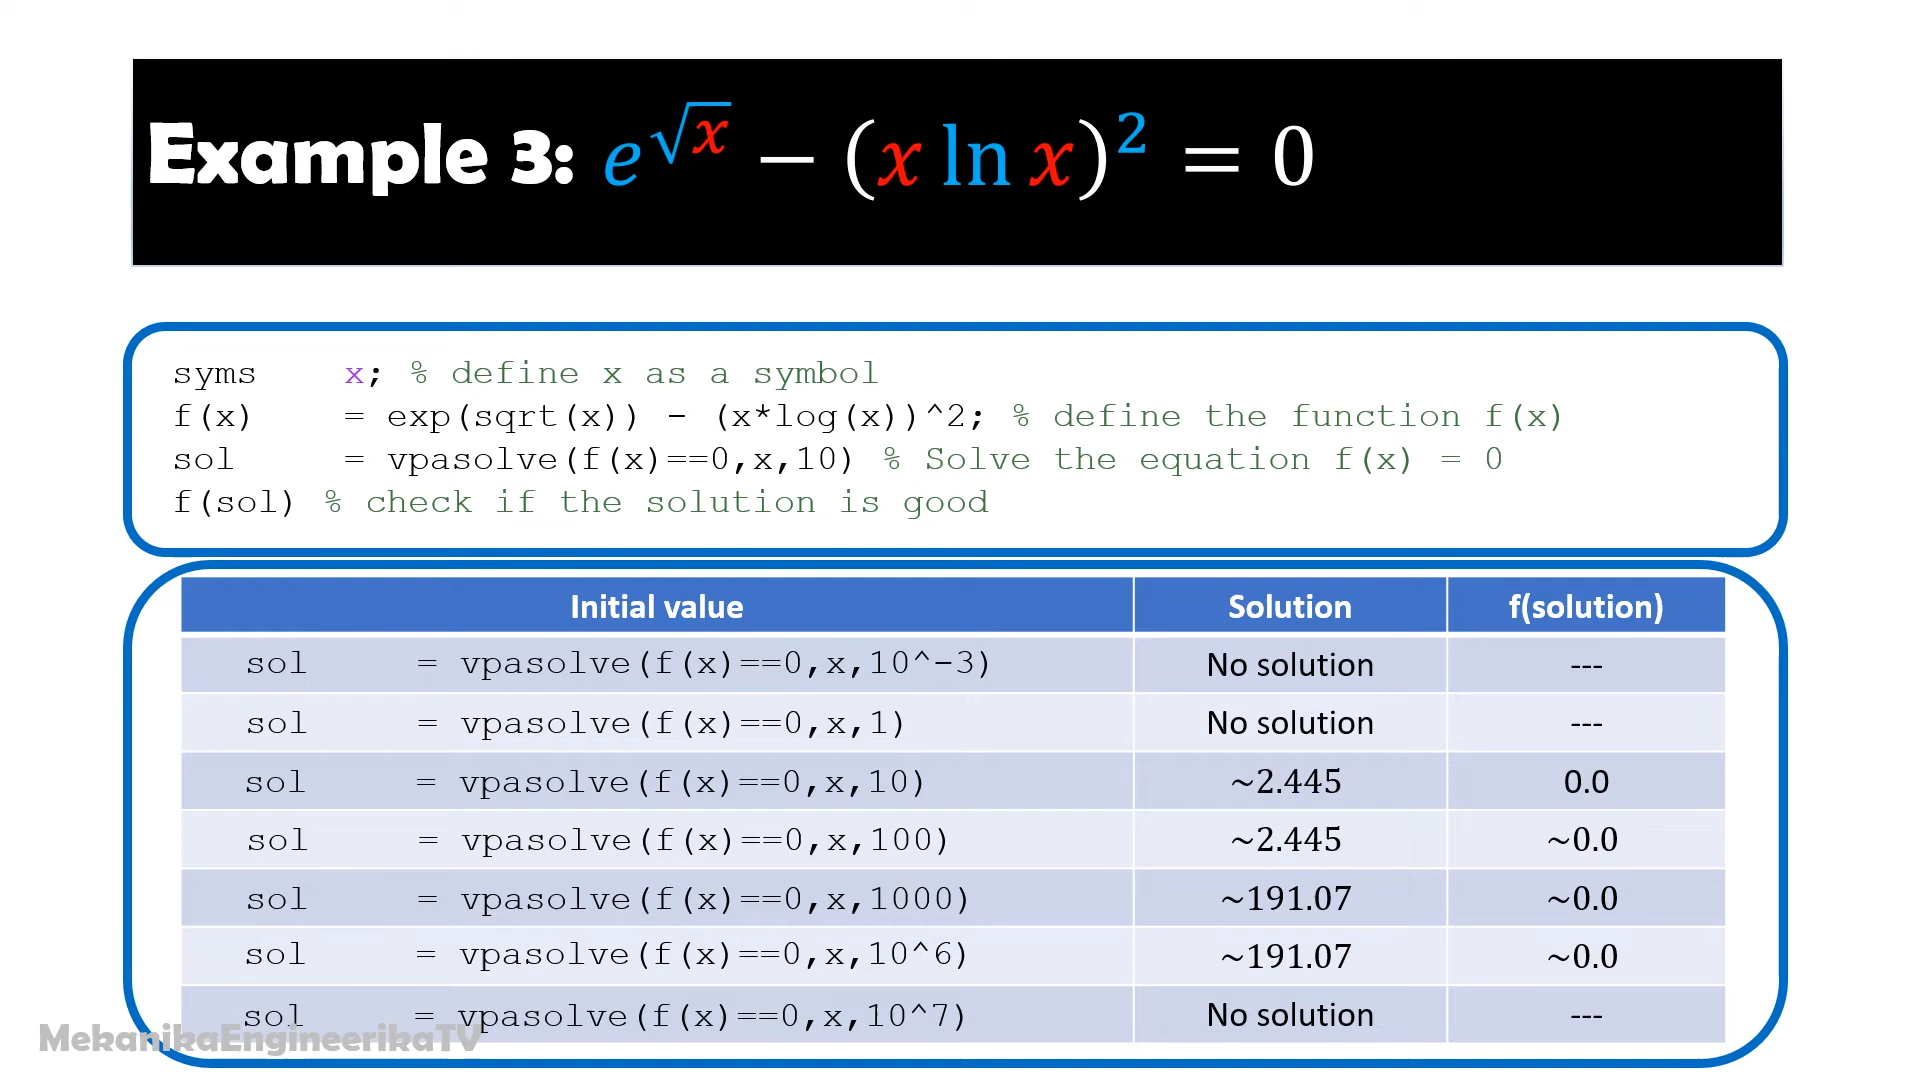 Example 3: e^√x − (x ln x)² = 0
syms x; % define x as a symbol
f(x) = exp(sqrt(x)) - (x*log(x))^2; % define the function f(x)
sol = vpasolve(f(x)==0,x,10) % Solve the equation f(x) = 0
f(sol) % check if the solution is good
Initial value Solution f(solution)
sol = vpasolve(f(x)==0,x,10^-3) No solution ---
sol = vpasolve(f(x)==0,x,1) No solution ---
sol = vpasolve(f(x)==0,x,10) ~2.445 0.0
sol = vpasolve(f(x)==0,x,100) ~2.445 ~0.0
sol = vpasolve(f(x)==0,x,1000) ~191.07 ~0.0
sol = vpasolve(f(x)==0,x,10^6) ~191.07 ~0.0
sol = vpasolve(f(x)==0,x,10^7) No solution ---
MekanikaEngineerikaTV